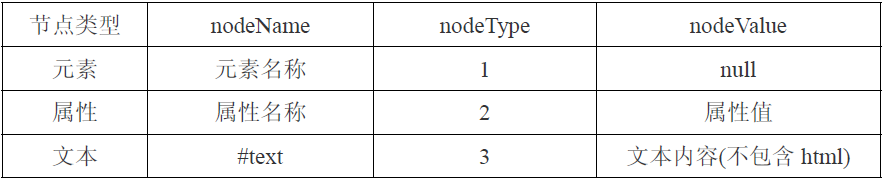 节点类型 nodeName nodeType nodeValue
元素 元素名称 1 null
属性 属性名称 2 属性值
文本 #text 3 文本内容(不包含 html)